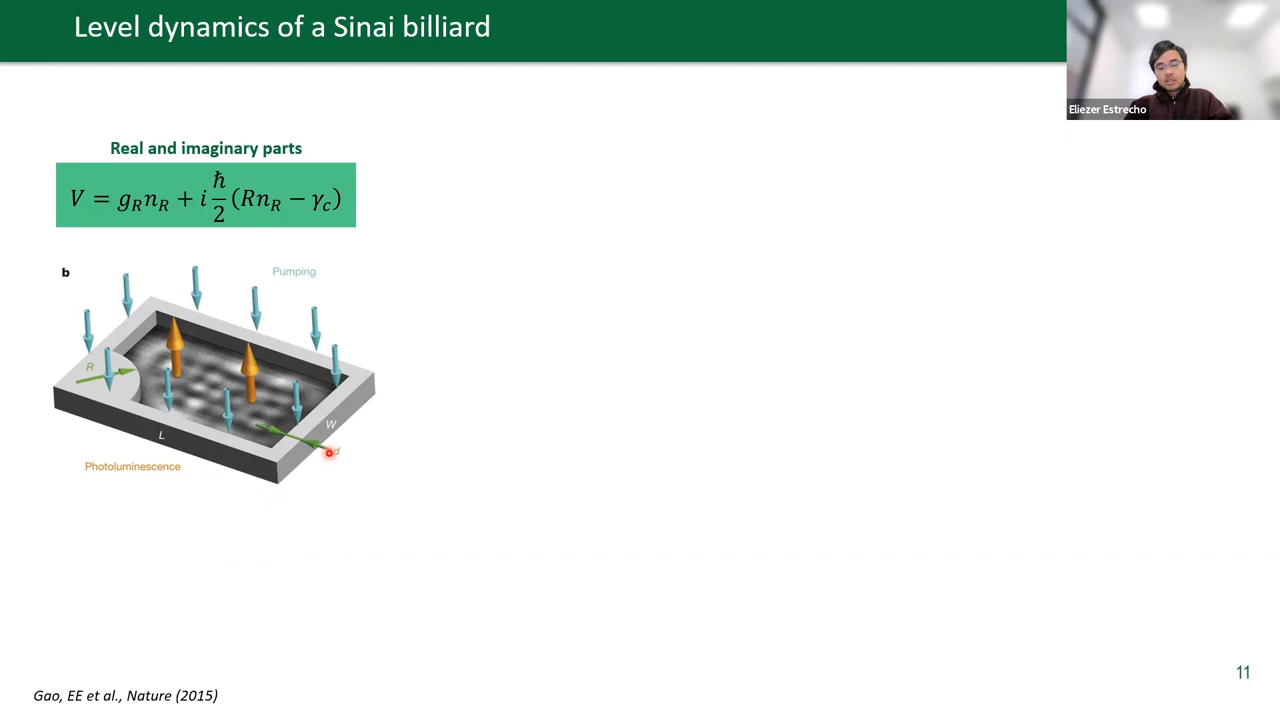 Level dynamics of a Sinai billiard
Eliezer Estrecho
Real and imaginary parts
V = g_R n_R + i ℏ/2 (Rn_R − γ_c)
b
Pumping
R
W
L
d
Photoluminescence
11
Gao, EE et al., Nature (2015)